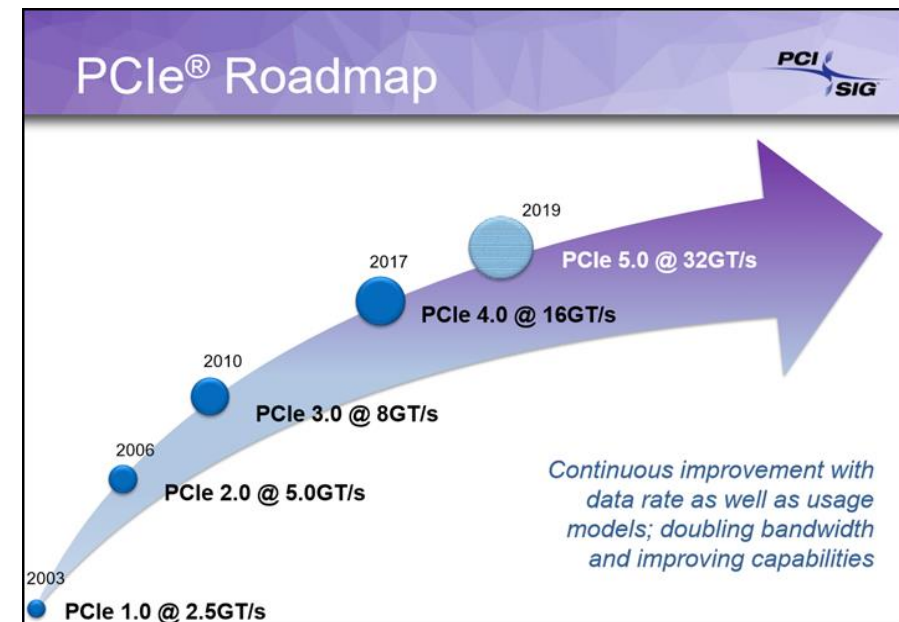 PCIe® Roadmap
PCI
SIG
2019
PCIe 5.0 @ 32GT/s
2017
PCIe 4.0 @ 16GT/s
2010
PCIe 3.0 @ 8GT/s
2006
PCIe 2.0 @ 5.0GT/s
2003
PCIe 1.0 @ 2.5GT/s
Continuous improvement with
data rate as well as usage
models; doubling bandwidth
and improving capabilities